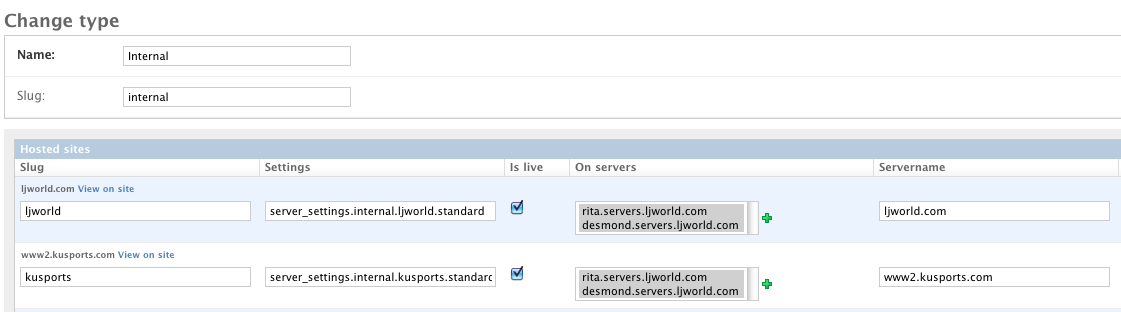 Change type
Name: Internal
Slug: internal
Hosted sites
Slug Settings Is live On servers Servername
ljworld.com View on site
ljworld server_settings.internal.ljworld.standard rita.servers.ljworld.com ljworld.com
desmond.servers.ljworld.com
www2.kusports.com View on site
kusports server_settings.internal.kusports.standard rita.servers.ljworld.com www2.kusports.com
desmond.servers.ljworld.com